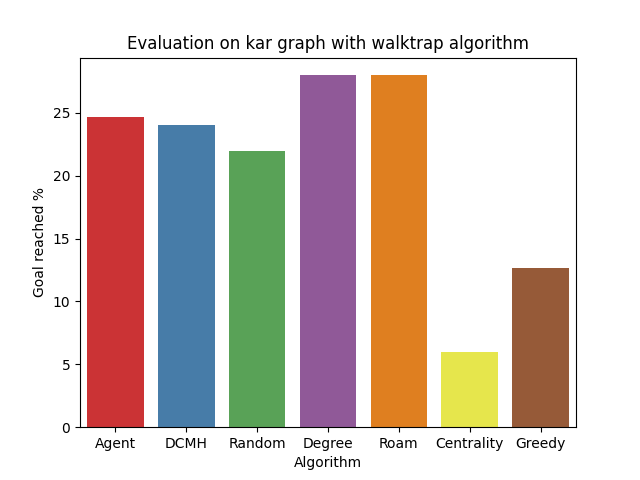 Evaluation on kar graph with walktrap algorithm
Goal reached %
25
20
15
10
5
0
Agent DCMH Random Degree Roam Centrality Greedy
Algorithm